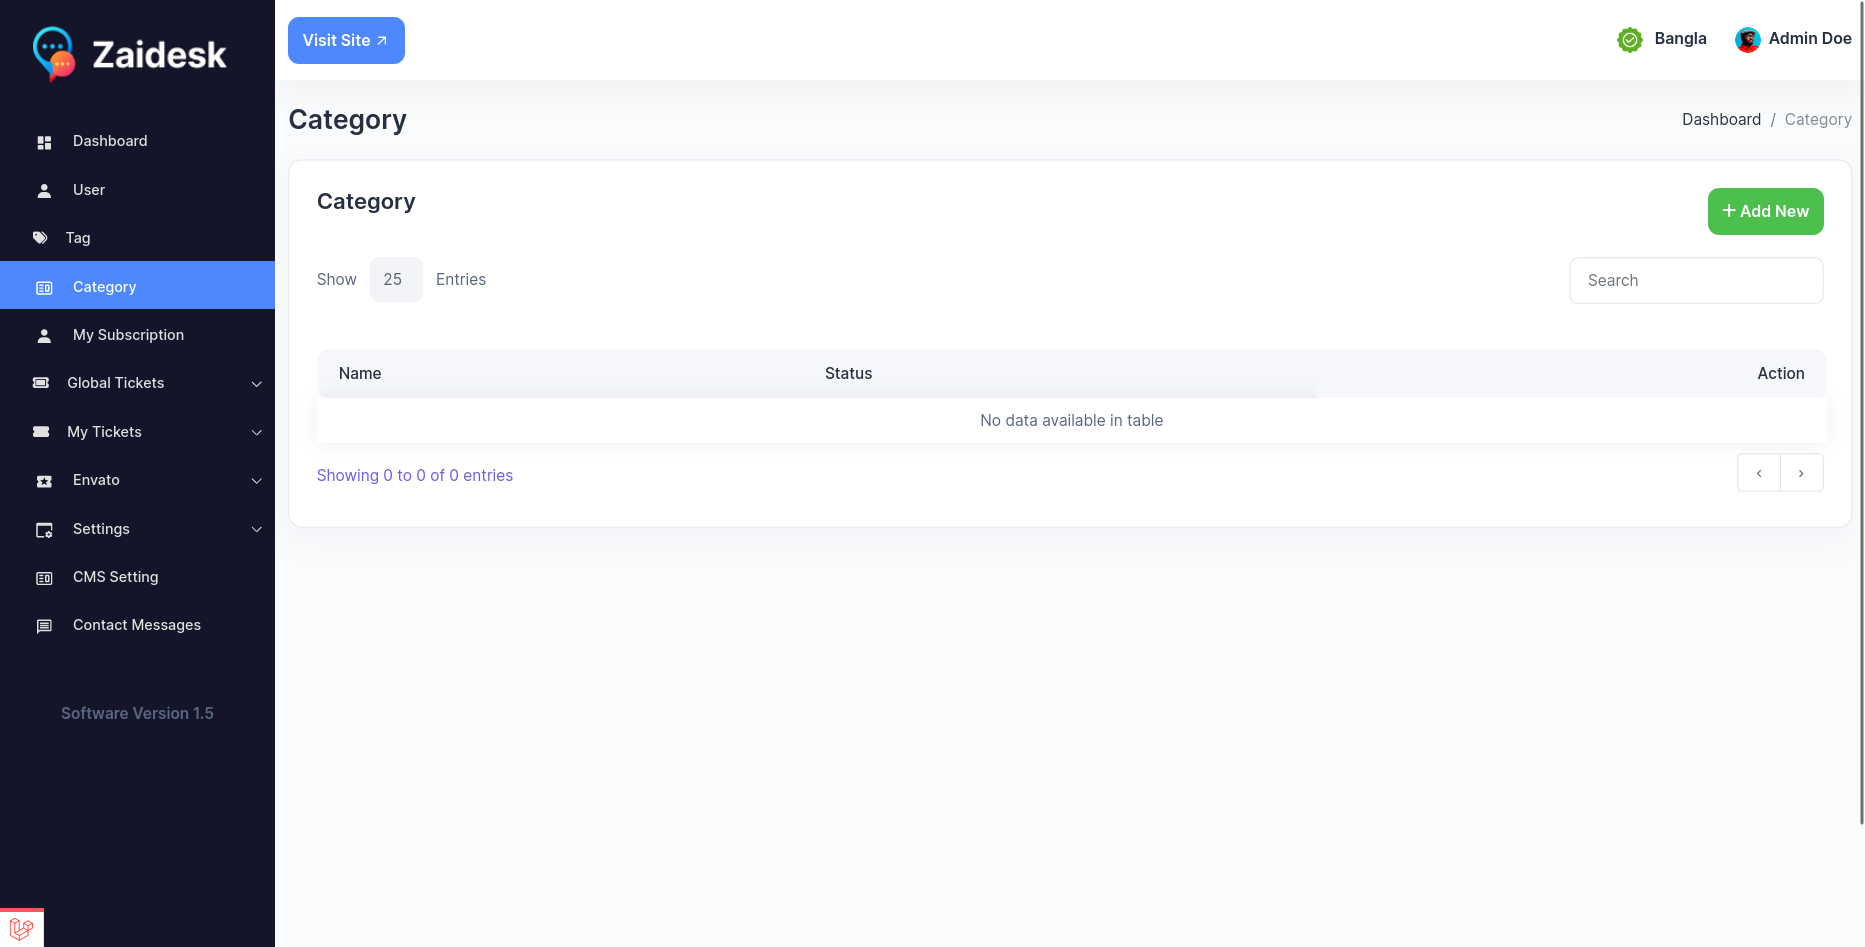 Zaidesk
Dashboard
User
Tag
Category
My Subscription
Global Tickets
My Tickets
Envato
Settings
CMS Setting
Contact Messages
Software Version 1.5
Visit Site
Bangla
Admin Doe
Category
Dashboard / Category
Category
+ Add New
Show 25 Entries
Search
Name Status Action
No data available in table
Showing 0 to 0 of 0 entries
‹ ›